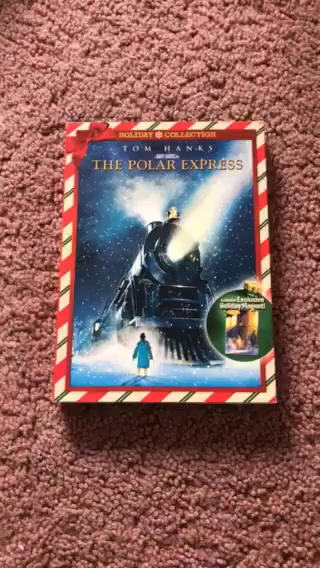 HOLIDAY COLLECTION
TOM HANKS
THE POLAR EXPRESS
Exclusive
Holiday Magnet!